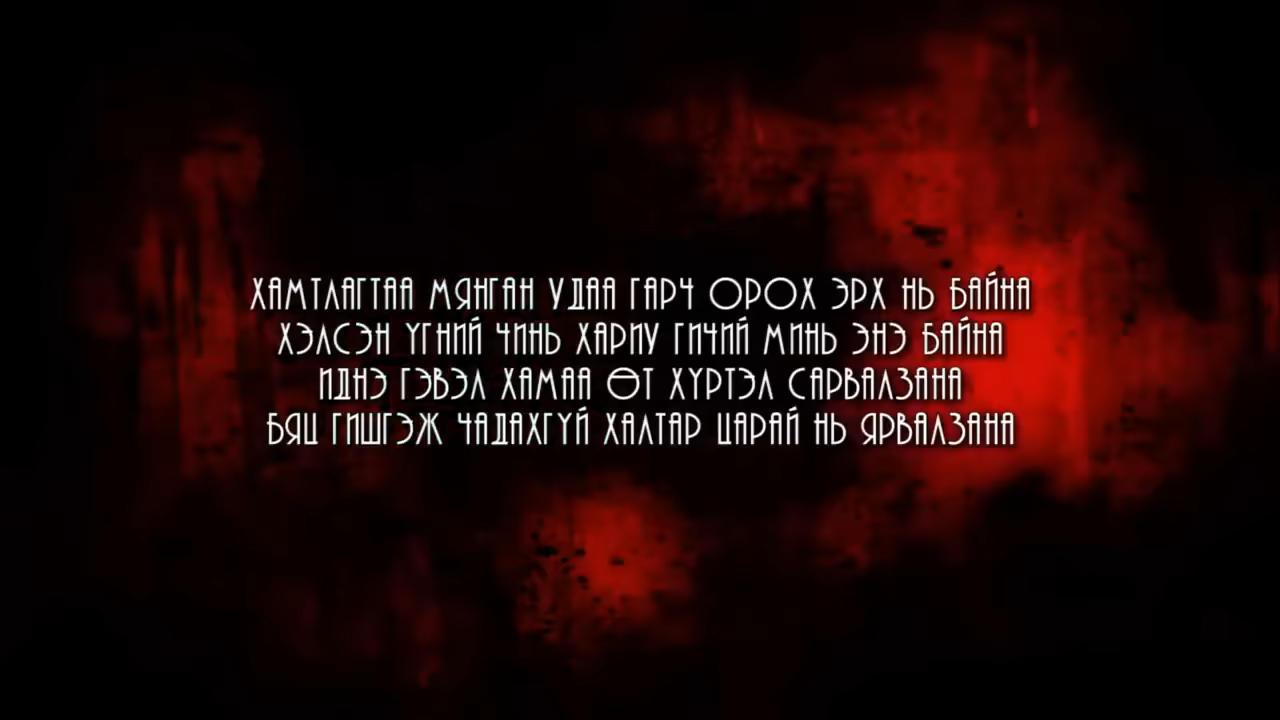 ХАМТЛАГТАА МЯНГАН УДАА ГАРЧ ОРОХ ЭРХ НЬ БАЙНА
ХЭЛСЭН ҮГНИЙ ЧИНЬ ХАРИУ ГИЧИЙ МИНЬ ЭНЭ БАЙНА
ИДНЭ ГЭВЭЛ ХАМАА ӨТ ХҮРТЭЛ САРВАЛЗАНА
БЯЦ ГИШГЭЖ ЧАДАХГҮЙ ХАЛТАР ЦАРАЙ НЬ ЯРВАЛЗАНА